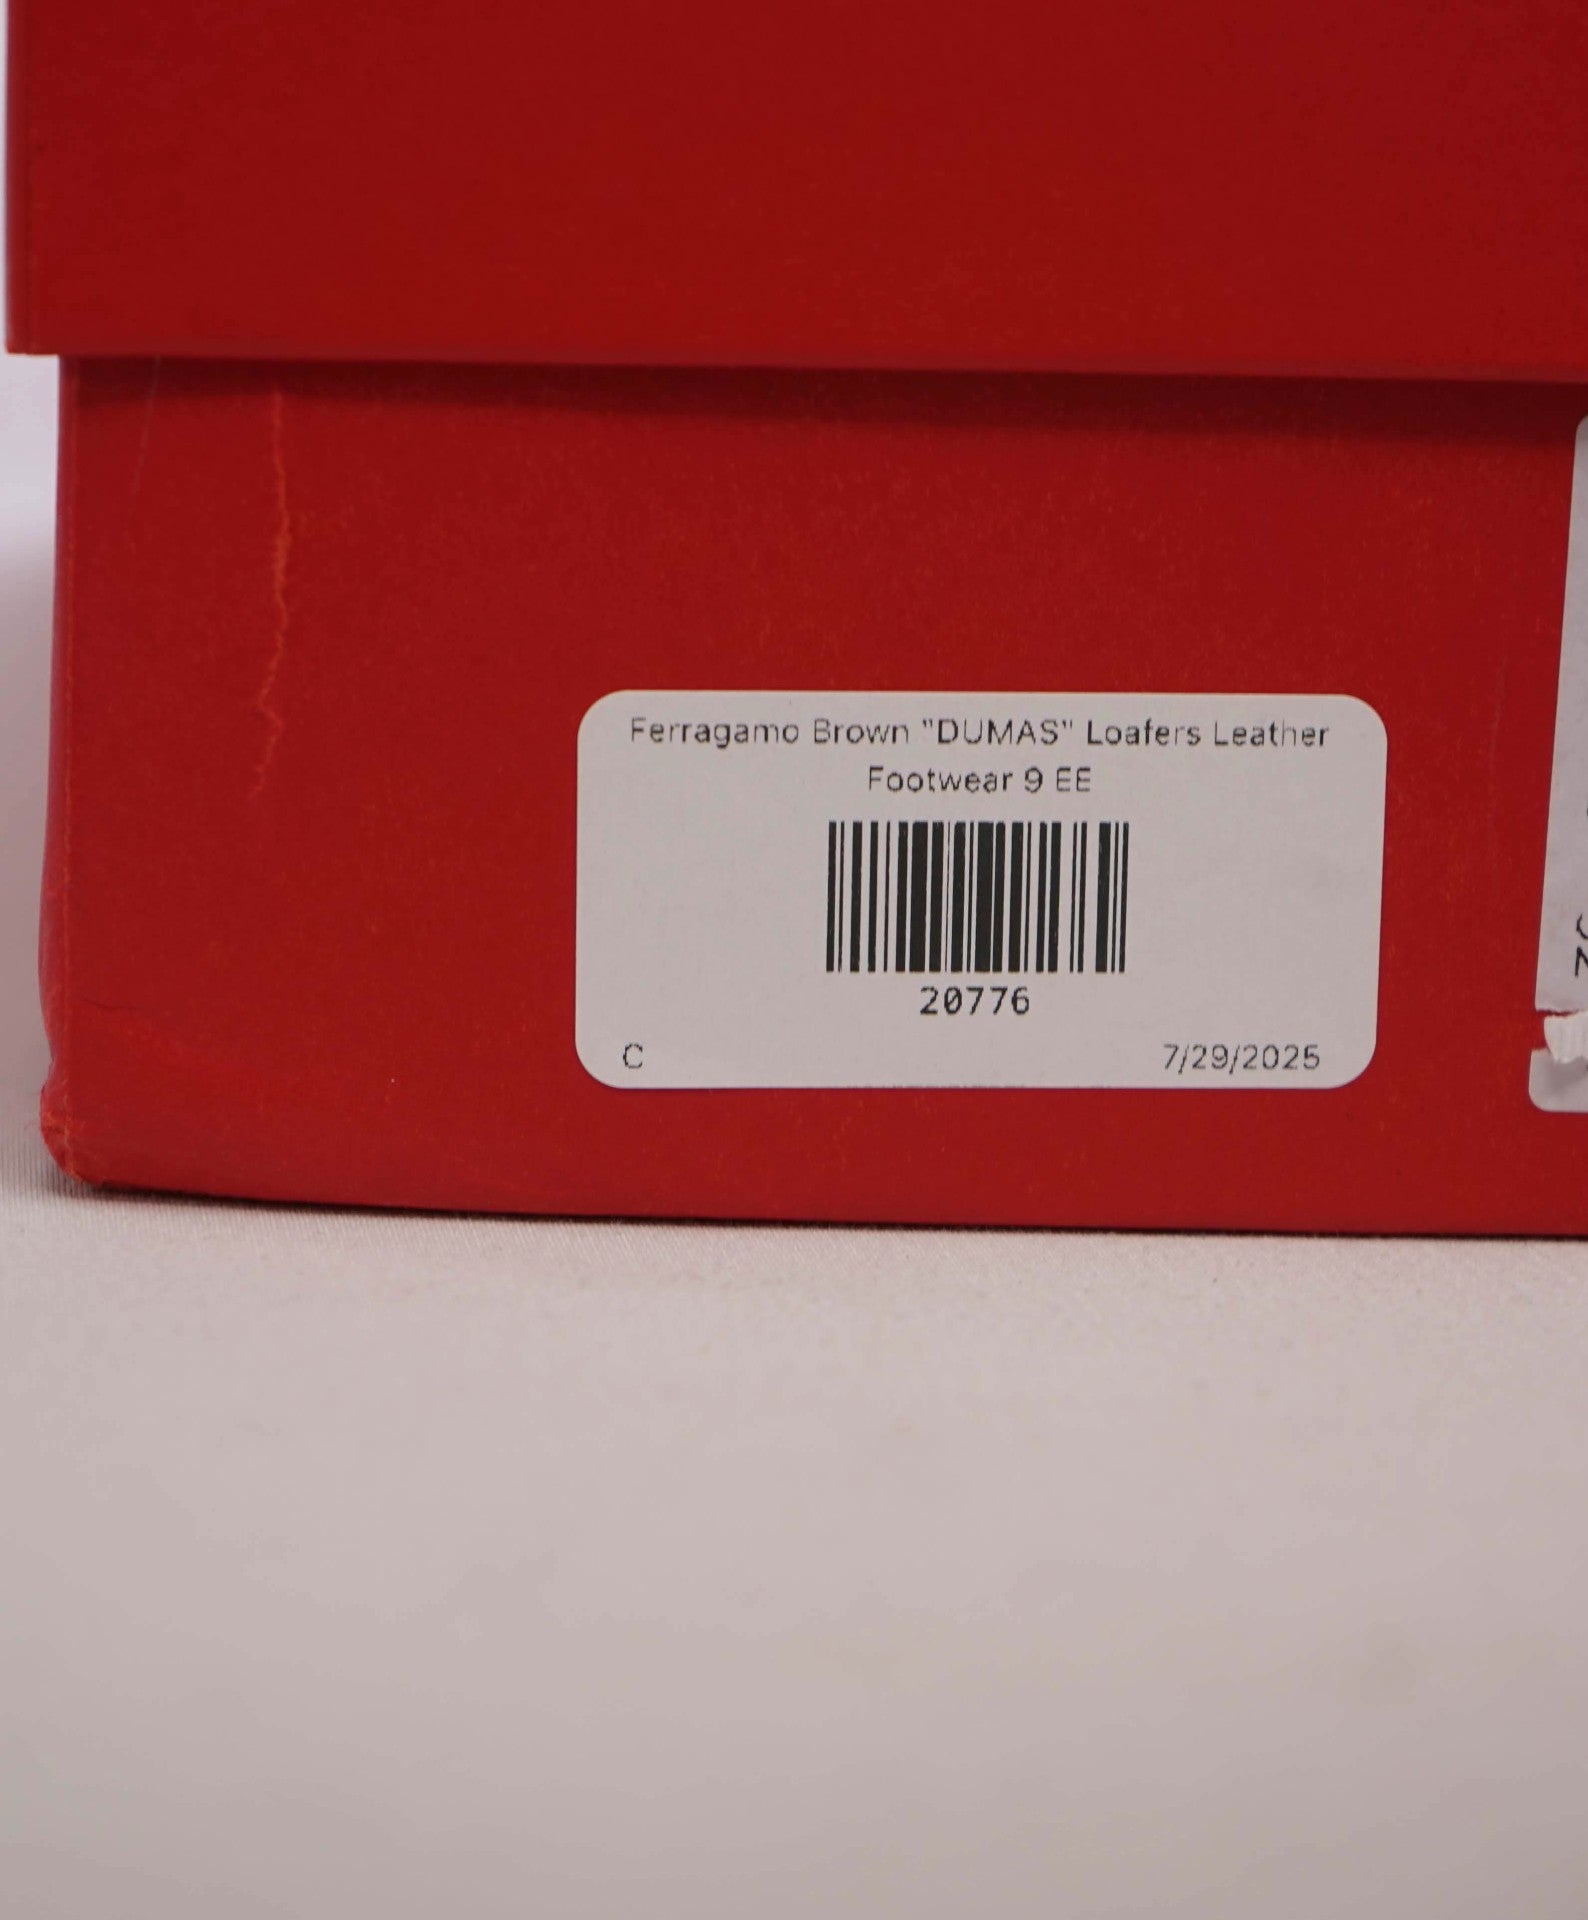 Ferragamo Brown "DUMAS" Loafers Leather
Footwear 9 EE
20776
C 7/29/2025